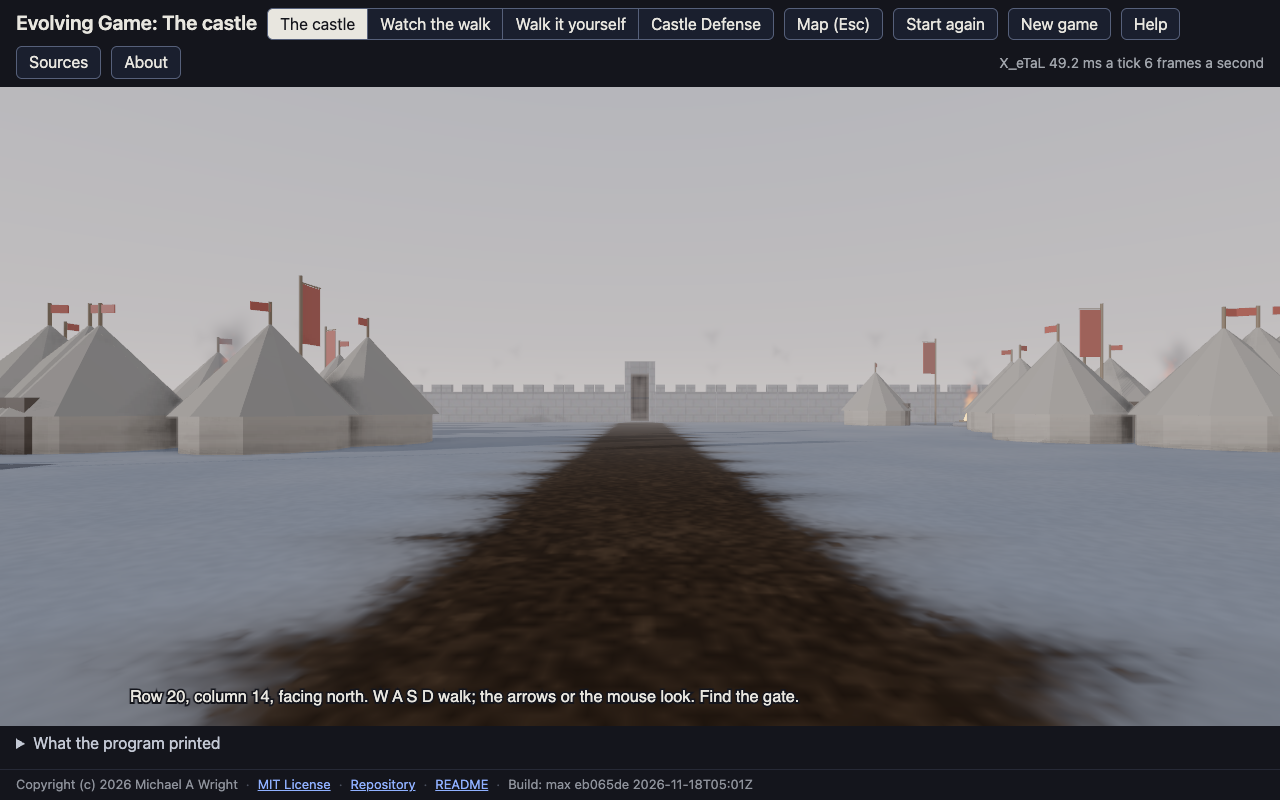 Evolving Game: The castle The castle Watch the walk Walk it yourself Castle Defense Map (Esc) Start again New game Help
Sources About X_eTaL 49.2 ms a tick 6 frames a second
Row 20, column 14, facing north. W A S D walk; the arrows or the mouse look. Find the gate.
▶ What the program printed
Copyright (c) 2026 Michael A Wright · MIT License · Repository · README · Build: max eb065de 2026-11-18T05:01Z